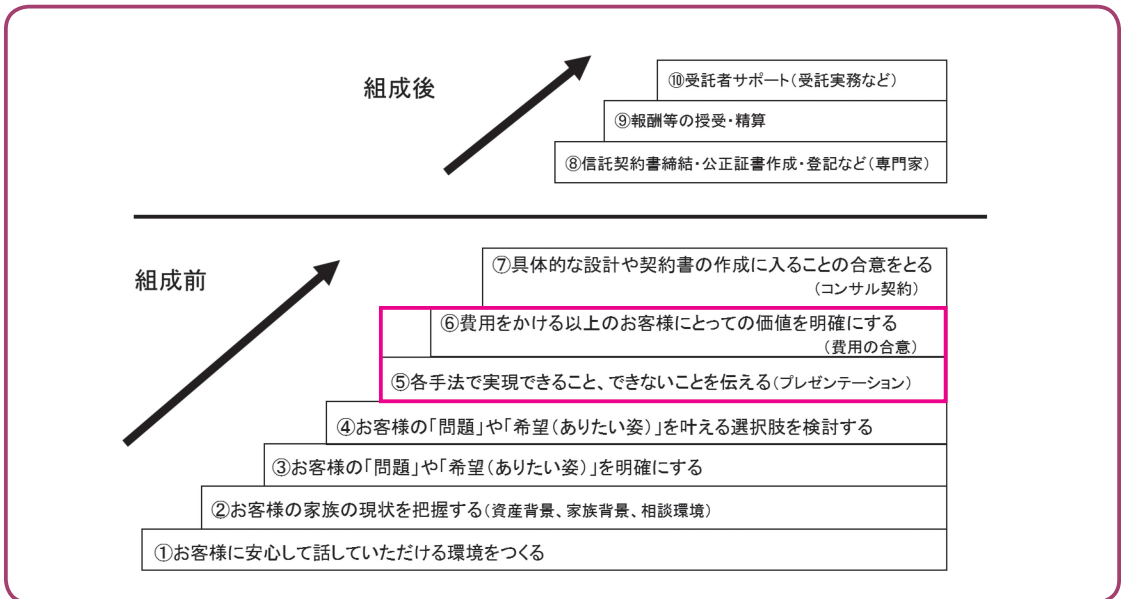 組成後
⑩受託者サポート(受託実務など)
⑨報酬等の授受・精算
⑧信託契約書締結・公正証書作成・登記など(専門家)
組成前
⑦具体的な設計や契約書の作成に入ることの合意をとる
(コンサル契約)
⑥費用をかける以上のお客様にとっての価値を明確にする
(費用の合意)
⑤各手法で実現できること、できないことを伝える(プレゼンテーション)
④お客様の「問題」や「希望(ありたい姿)」を叶える選択肢を検討する
③お客様の「問題」や「希望(ありたい姿)」を明確にする
②お客様の家族の現状を把握する(資産背景、家族背景、相談環境)
①お客様に安心して話していただける環境をつくる